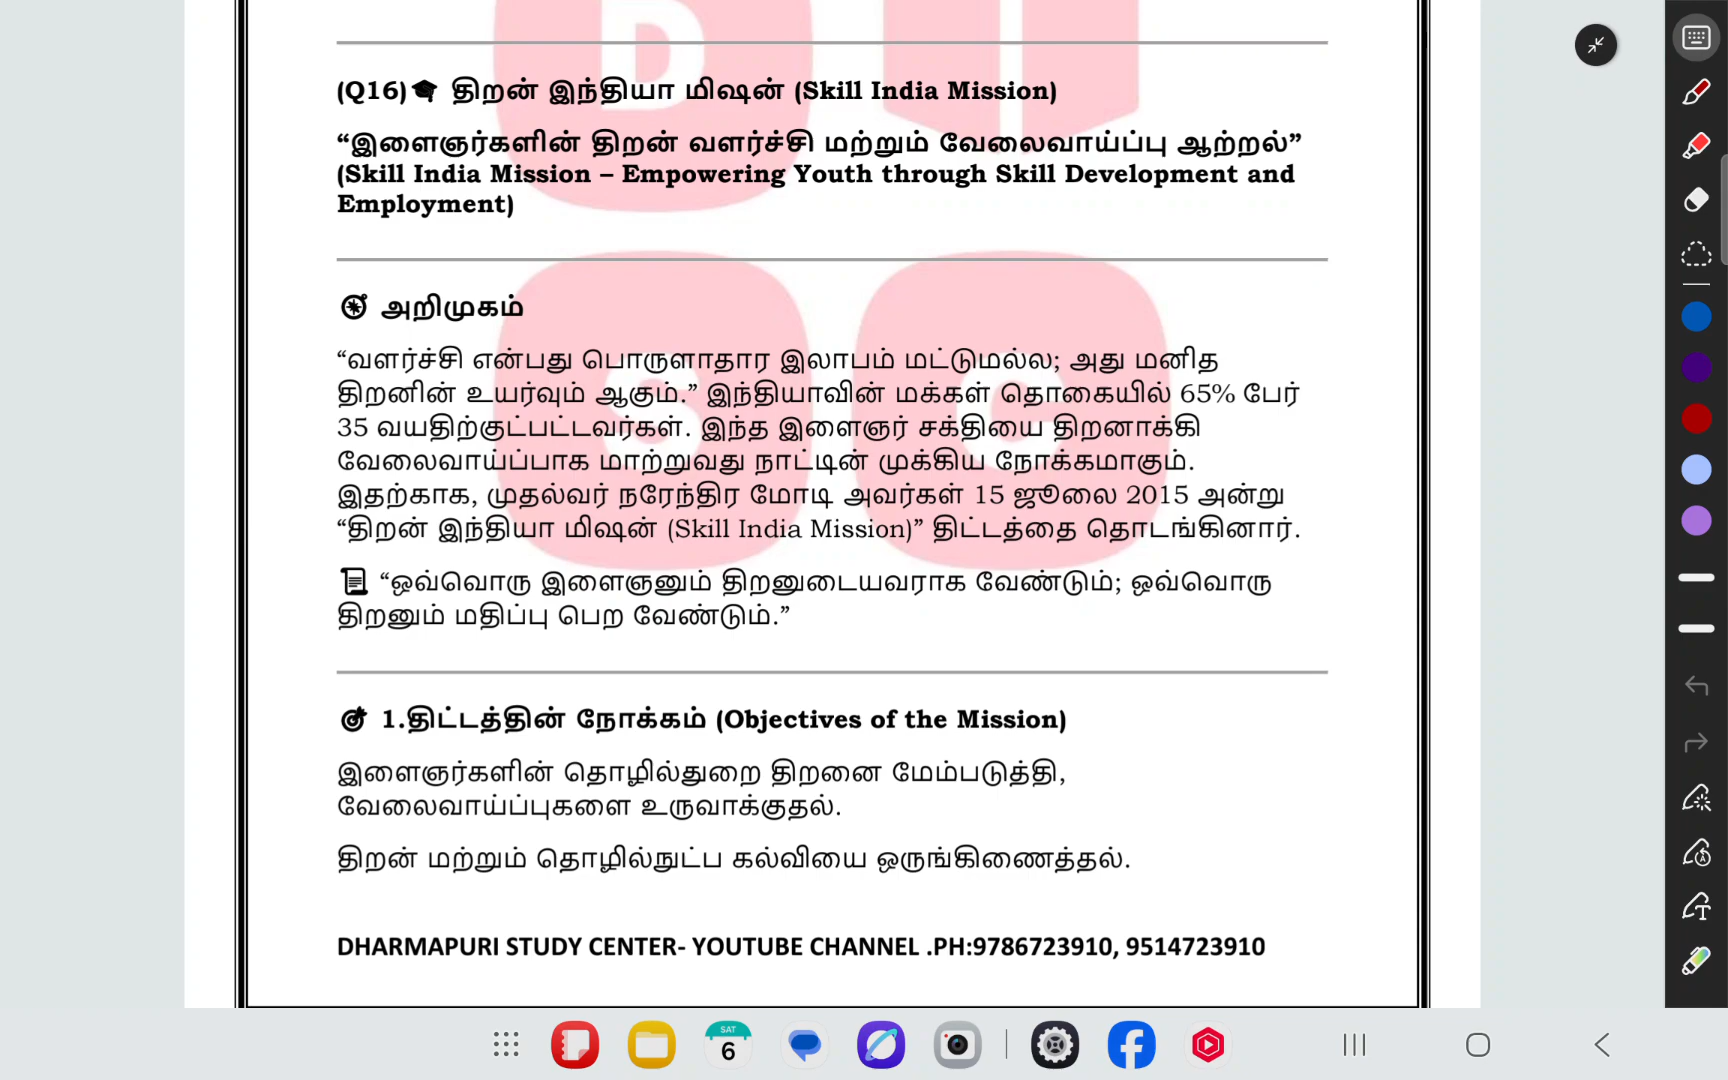 (Q16)🎓 திறன் இந்தியா மிஷன் (Skill India Mission)
“இளைஞர்களின் திறன் வளர்ச்சி மற்றும் வேலைவாய்ப்பு ஆற்றல்”
(Skill India Mission – Empowering Youth through Skill Development and
Employment)
அறிமுகம்
“வளர்ச்சி என்பது பொருளாதார இலாபம் மட்டுமல்ல; அது மனித
திறனின் உயர்வும் ஆகும்.” இந்தியாவின் மக்கள் தொகையில் 65% பேர்
35 வயதிற்குட்பட்டவர்கள். இந்த இளைஞர் சக்தியை திறனாக்கி
வேலைவாய்ப்பாக மாற்றுவது நாட்டின் முக்கிய நோக்கமாகும்.
இதற்காக, முதல்வர் நரேந்திர மோடி அவர்கள் 15 ஜூலை 2015 அன்று
“திறன் இந்தியா மிஷன் (Skill India Mission)” திட்டத்தை தொடங்கினார்.
“ஒவ்வொரு இளைஞனும் திறனுடையவராக வேண்டும்; ஒவ்வொரு
திறனும் மதிப்பு பெற வேண்டும்.”
1.திட்டத்தின் நோக்கம் (Objectives of the Mission)
இளைஞர்களின் தொழில்துறை திறனை மேம்படுத்தி,
வேலைவாய்ப்புகளை உருவாக்குதல்.
திறன் மற்றும் தொழில்நுட்ப கல்வியை ஒருங்கிணைத்தல்.
DHARMAPURI STUDY CENTER- YOUTUBE CHANNEL .PH:9786723910, 9514723910
D
S C
SAT
6